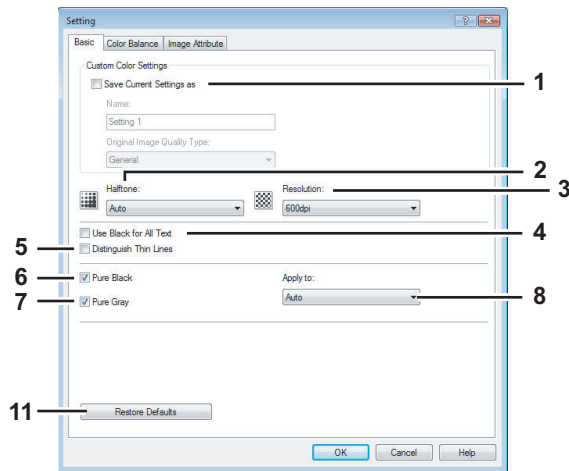 Setting
Basic Color Balance Image Attribute
Custom Color Settings
Save Current Settings as 1
Name:
Setting 1
Original Image Quality Type:
General
2
Halftone: Resolution: 3
Auto 600dpi
Use Black for All Text 4
5 Distinguish Thin Lines
6 Pure Black Apply to:
7 Pure Gray Auto 8
11 Restore Defaults
OK Cancel Help